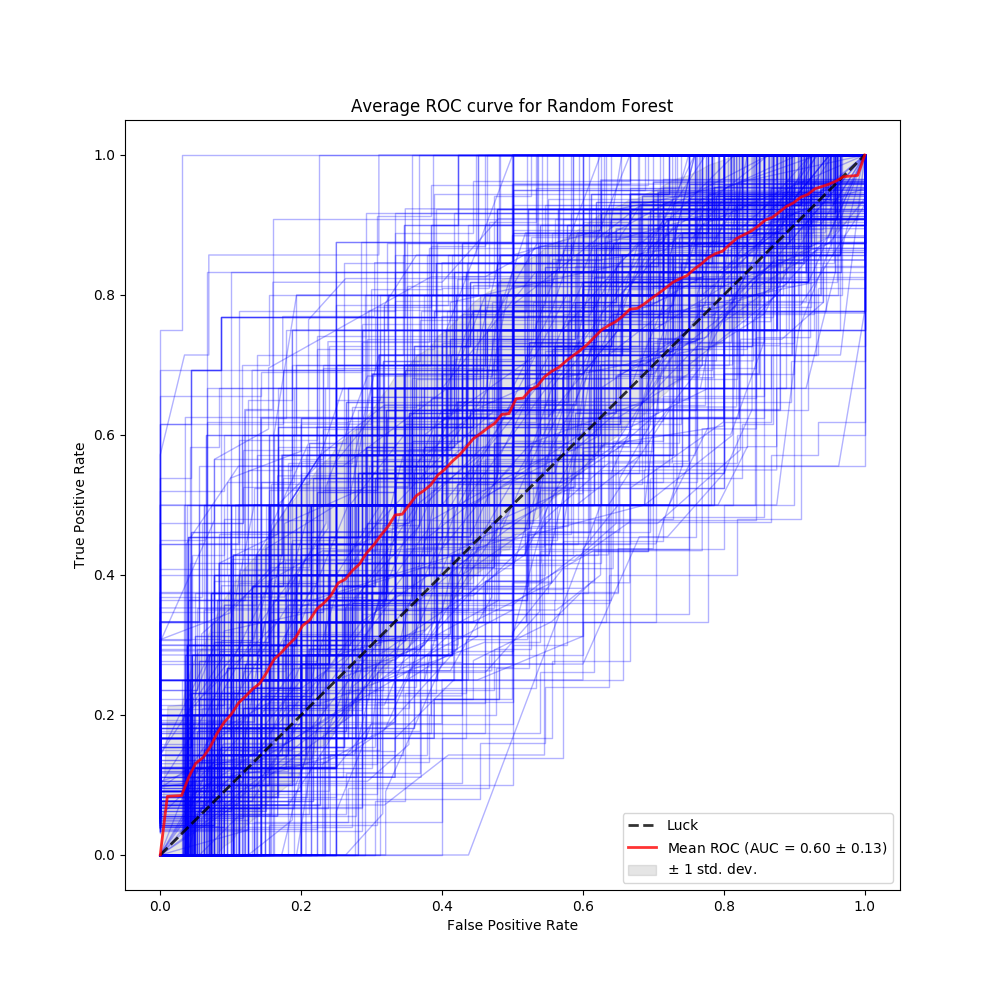 Average ROC curve for Random Forest
1.0
0.8
0.6
0.4
0.2
0.0
True Positive Rate
Luck
Mean ROC (AUC = 0.60 ± 0.13)
± 1 std. dev.
0.0 0.2 0.4 0.6 0.8 1.0
False Positive Rate